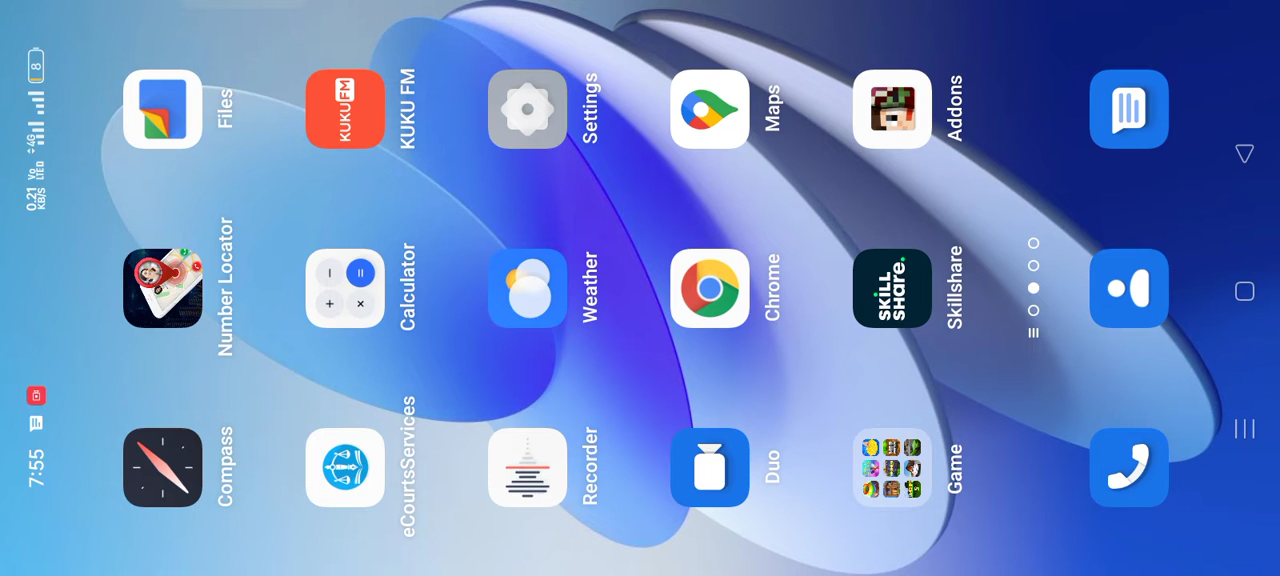 7:55
0.21 KB/S Vo LTED 4G 8
Compass
Number Locator
Files
KUKU FM
eCourtsServices
Calculator
KUKU FM
Recorder
Weather
Settings
Duo
Chrome
Maps
SKiLL
SHare.
Game
Skillshare
Addons